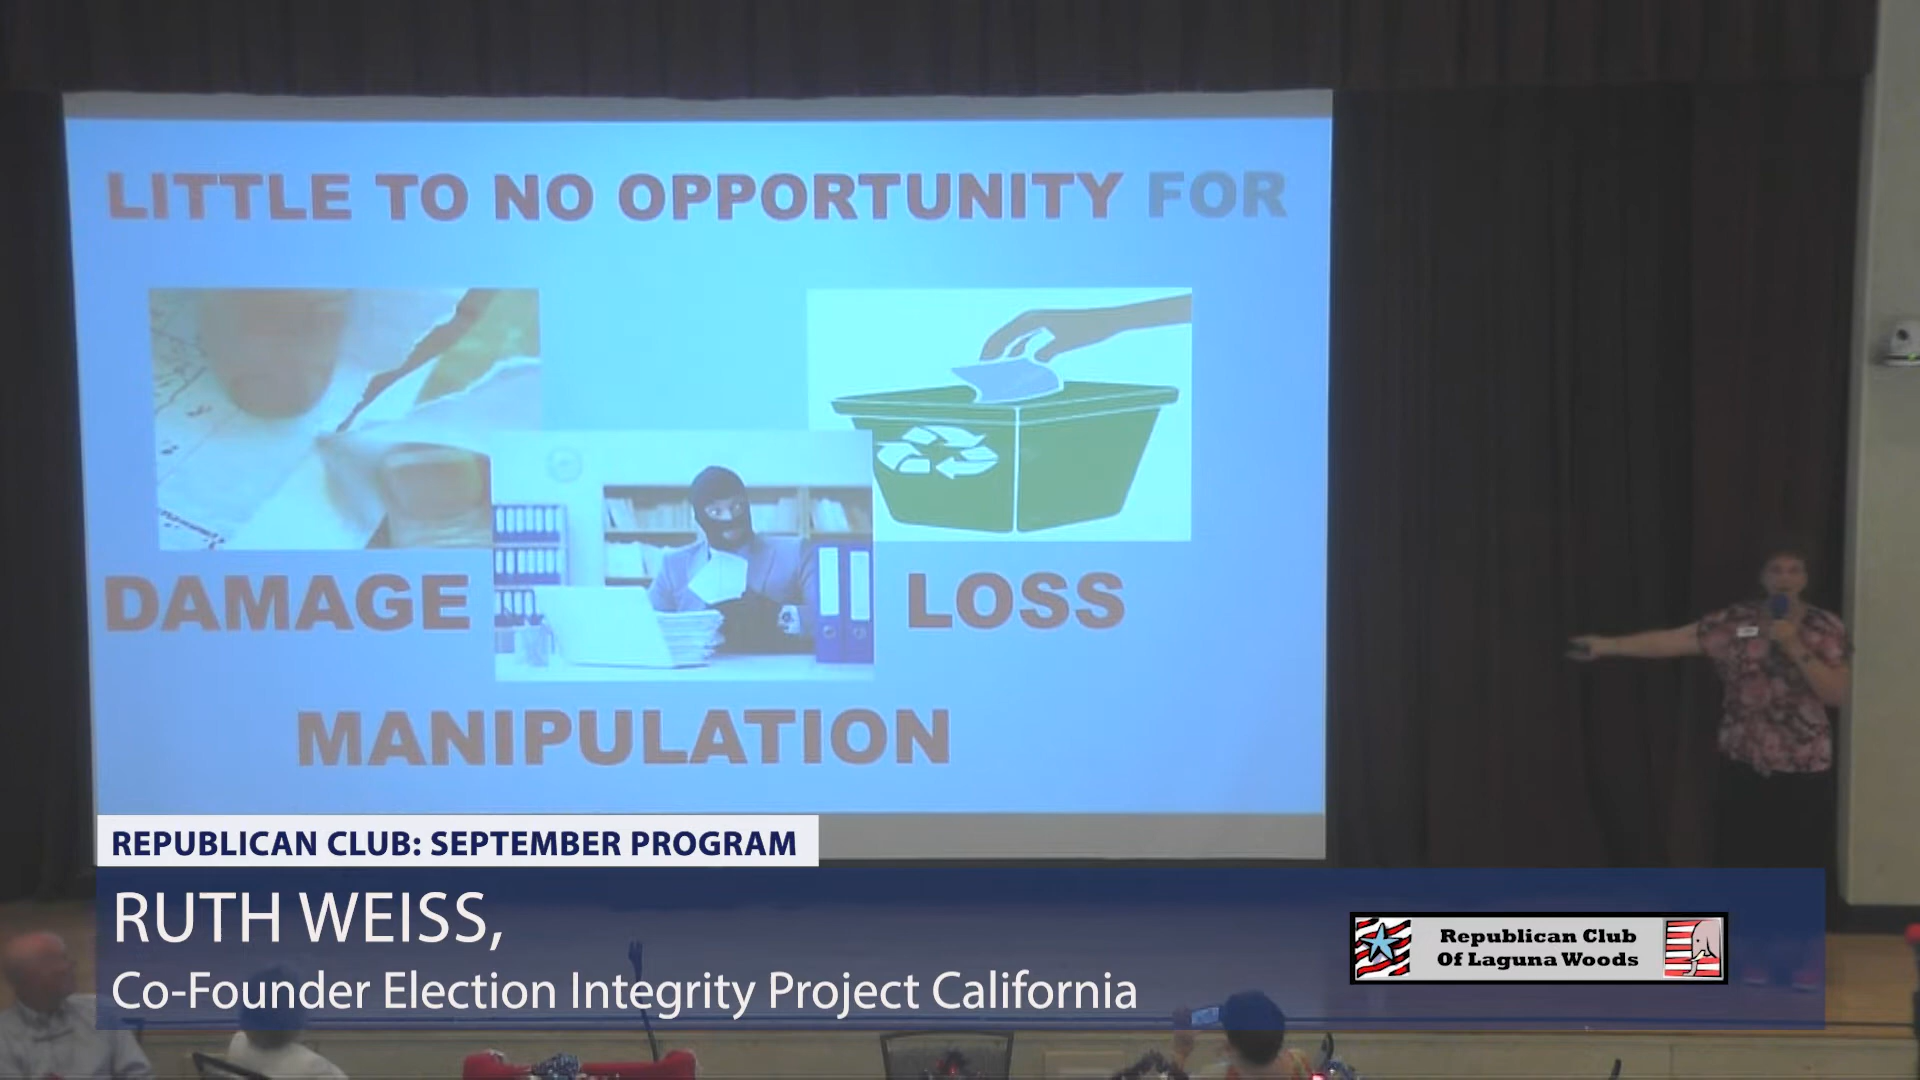 LITTLE TO NO OPPORTUNITY FOR
DAMAGE
LOSS
MANIPULATION
REPUBLICAN CLUB: SEPTEMBER PROGRAM
RUTH WEISS,
Co-Founder Election Integrity Project California
Republican Club
Of Laguna Woods